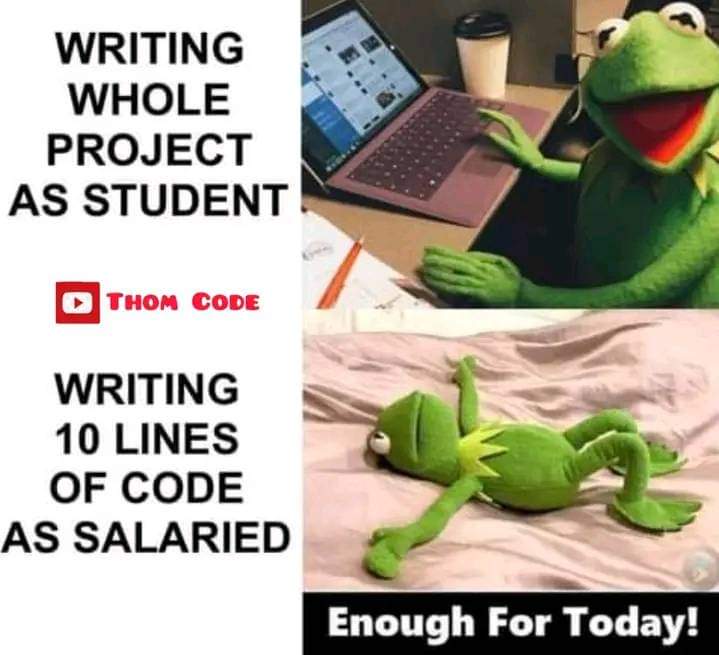 WRITING
WHOLE
PROJECT
AS STUDENT
THOM CODE
WRITING
10 LINES
OF CODE
AS SALARIED
Enough For Today!